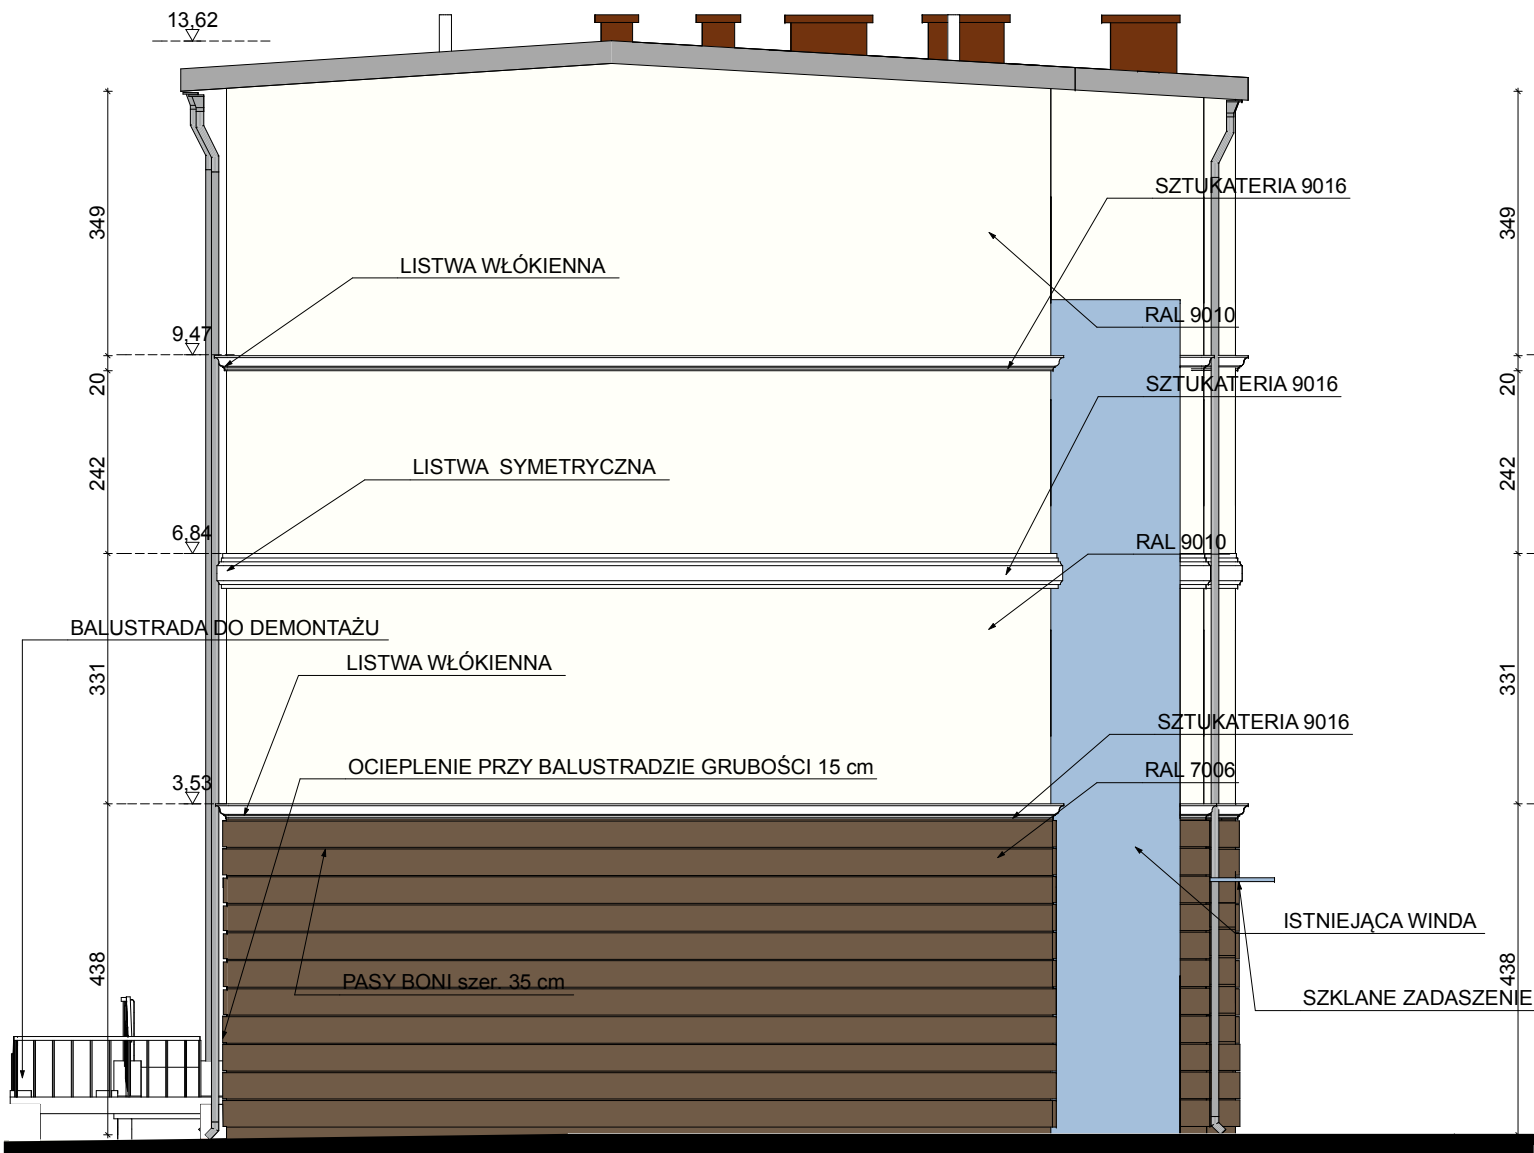 13,62
349
SZTUKATERIA 9016
349
LISTWA WŁÓKIENNA
RAL 9010
9,47
20
SZTUKATERIA 9016
20
242
LISTWA SYMETRYCZNA
242
6,84
RAL 9010
BALUSTRADA DO DEMONTAŻU
LISTWA WŁÓKIENNA
331
331
SZTUKATERIA 9016
OCIEPLENIE PRZY BALUSTRADZIE GRUBOŚCI 15 cm
RAL 7006
3,53
ISTNIEJĄCA WINDA
438
PASY BONI szer. 35 cm
438
SZKLANE ZADASZENIE